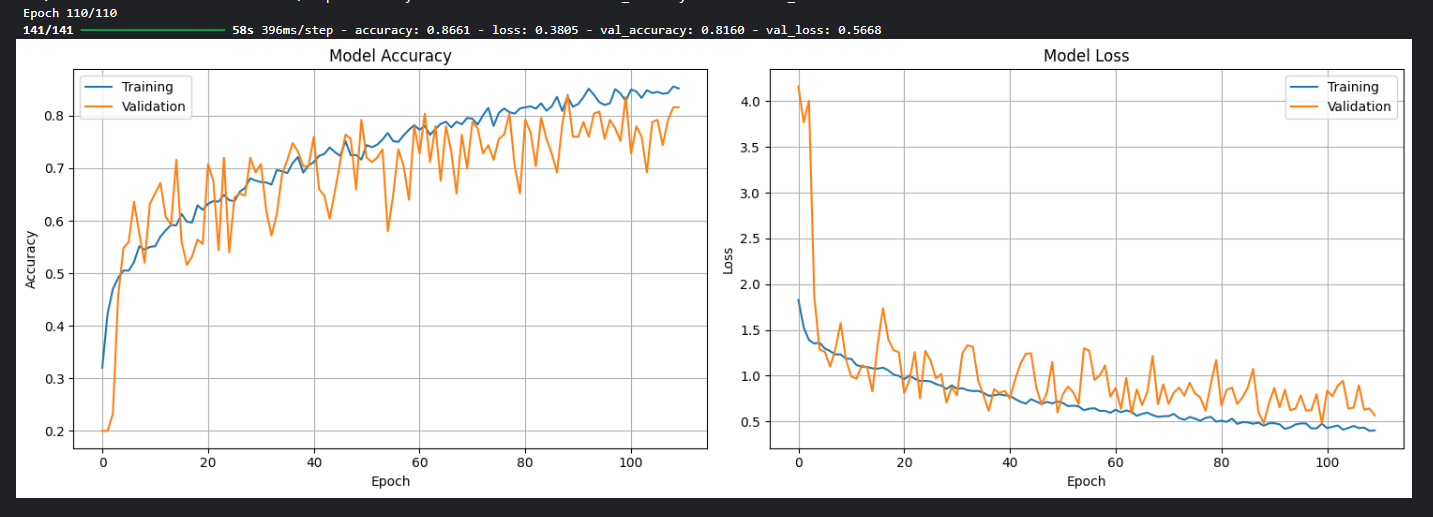 Epoch 110/110
141/141 58s 396ms/step - accuracy: 0.8661 - loss: 0.3805 - val_accuracy: 0.8160 - val_loss: 0.5668
Model Accuracy
Training
Validation
Accuracy
0.8
0.7
0.6
0.5
0.4
0.3
0.2
0 20 40 60 80 100
Epoch
Model Loss
Training
Validation
Loss
4.0
3.5
3.0
2.5
2.0
1.5
1.0
0.5
0 20 40 60 80 100
Epoch